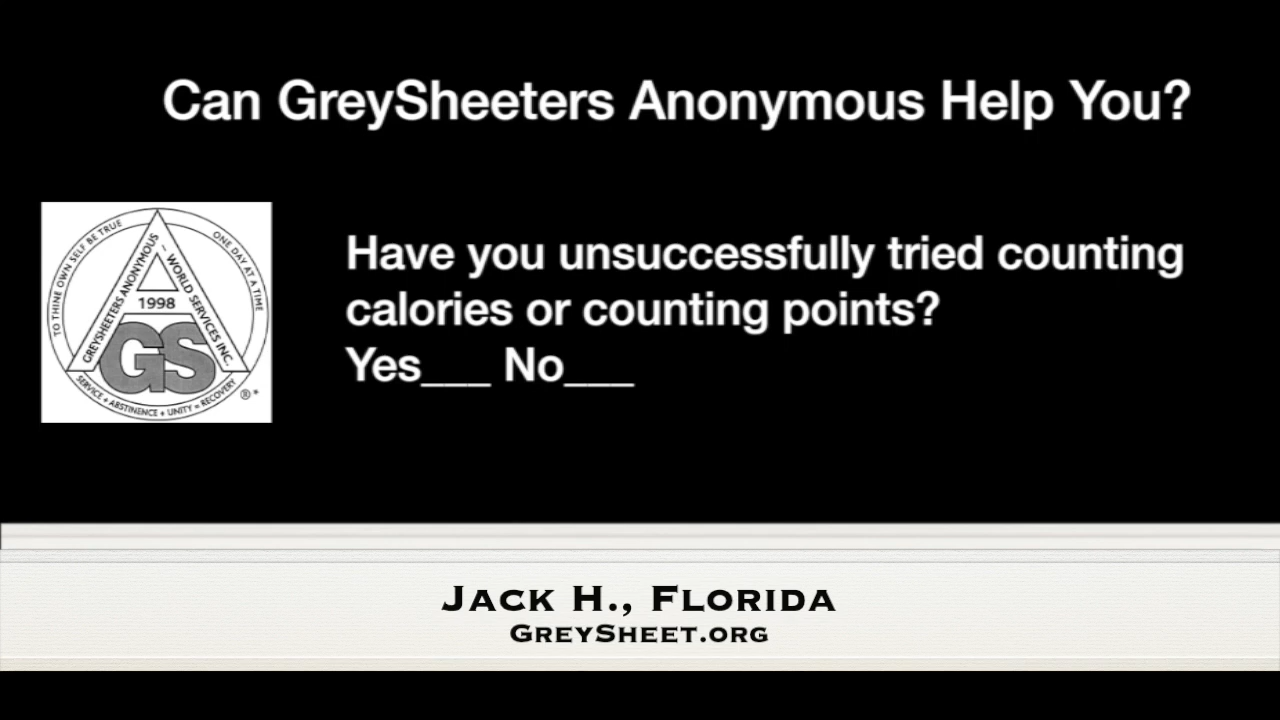 Can GreySheeters Anonymous Help You?
TO THINE OWN SELF BE TRUE
ONE DAY AT A TIME
GREYSHEETERS ANONYMOUS – WORLD SERVICES INC.
1998
GS
SERVICE + ABSTINENCE + UNITY = RECOVERY
®*
Have you unsuccessfully tried counting
calories or counting points?
Yes___ No___
JACK H., FLORIDA
GREYSHEET.ORG